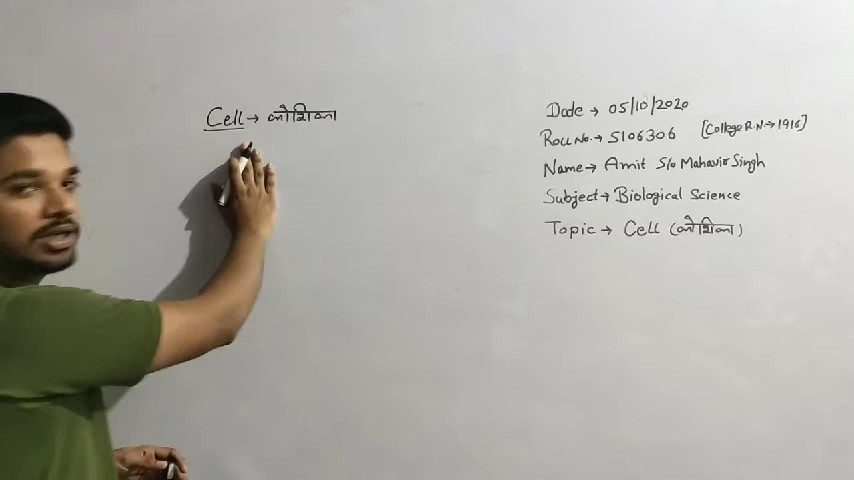 Cell → कोशिका
Date → 05/10/2020
Roll No. → 5106306 [College R.N. → 1916]
Name → Amit S/o Mahavir Singh
Subject → Biological Science
Topic → Cell (कोशिका)